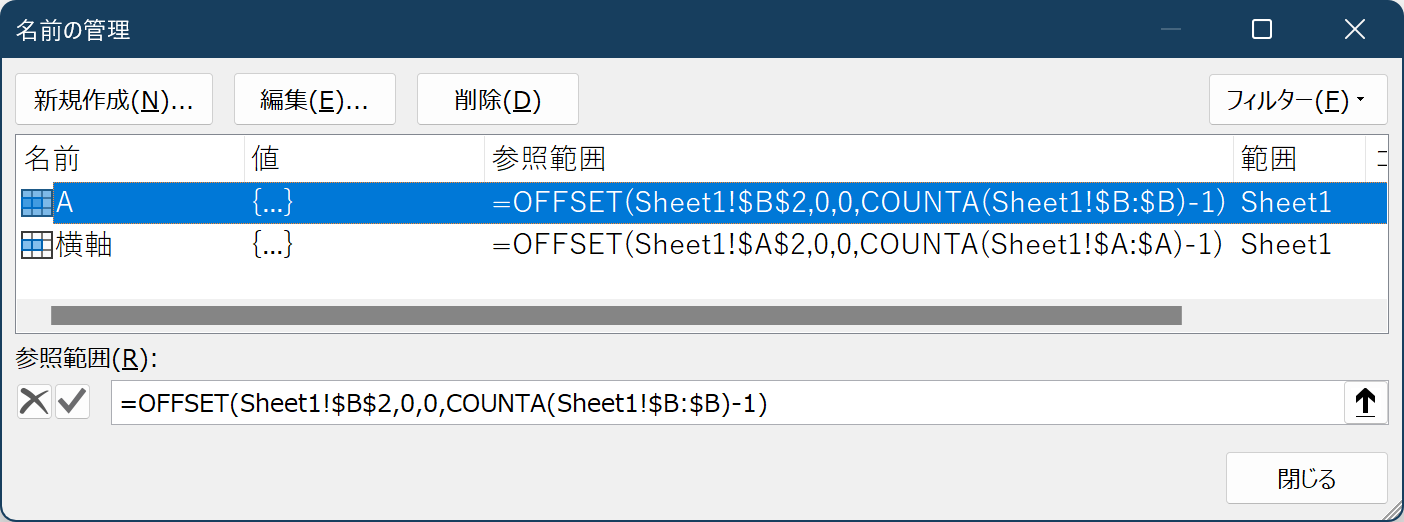 名前の管理
新規作成(N)... 編集(E)... 削除(D) フィルター(F)
名前 値 参照範囲 範囲 コ
A {...} =OFFSET(Sheet1!$B$2,0,0,COUNTA(Sheet1!$B:$B)-1) Sheet1
横軸 {...} =OFFSET(Sheet1!$A$2,0,0,COUNTA(Sheet1!$A:$A)-1) Sheet1
参照範囲(R):
=OFFSET(Sheet1!$B$2,0,0,COUNTA(Sheet1!$B:$B)-1)
閉じる